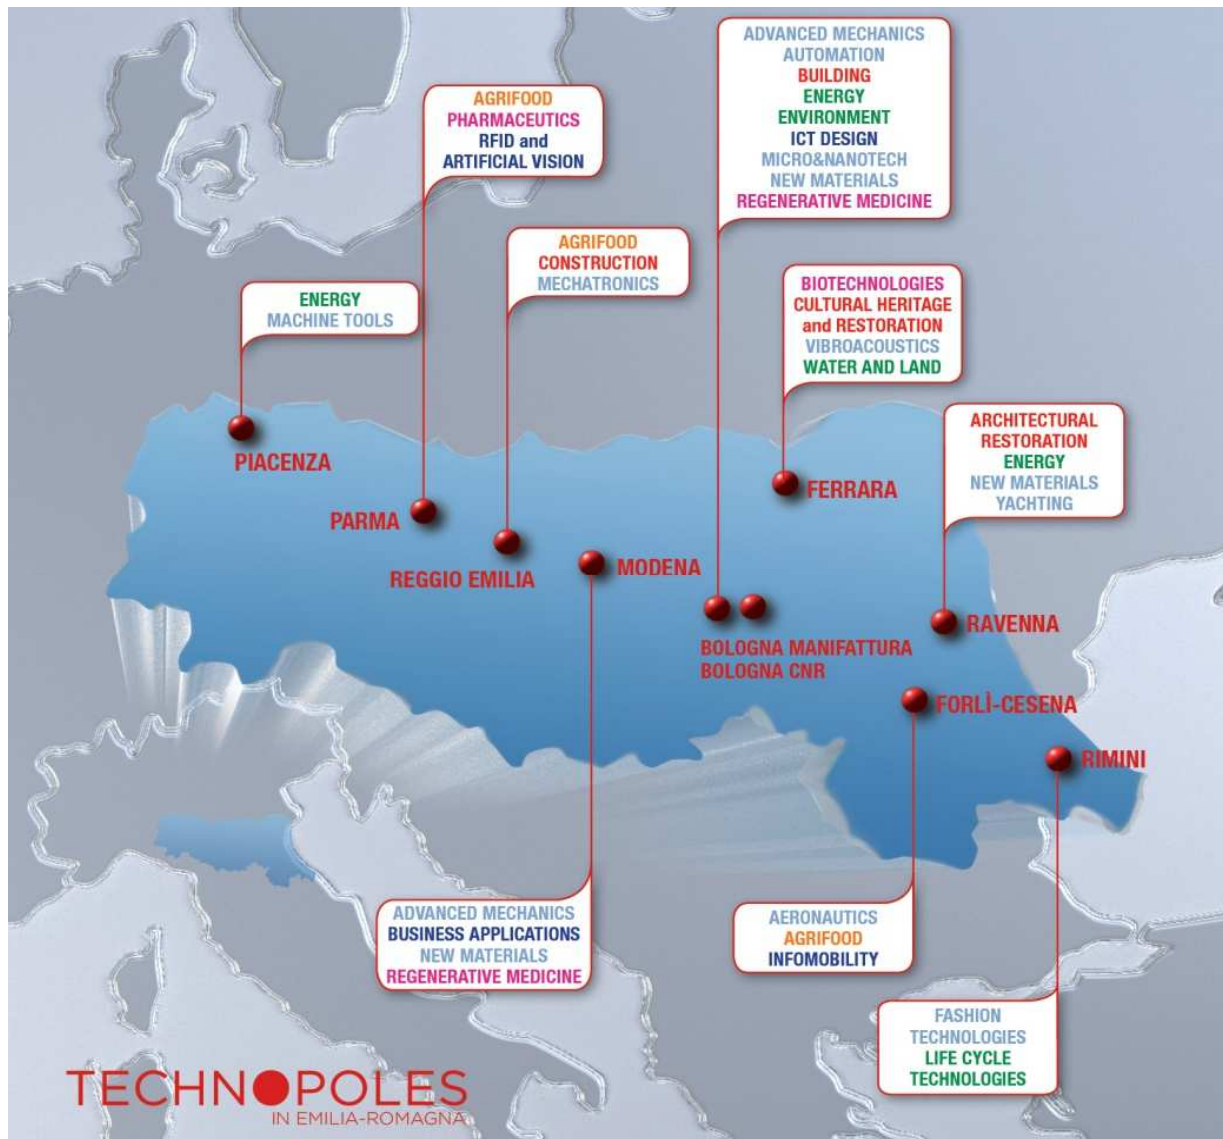 ADVANCED MECHANICS
AUTOMATION
BUILDING
ENERGY
ENVIRONMENT
ICT DESIGN
MICRO&NANOTECH
NEW MATERIALS
REGENERATIVE MEDICINE
AGRIFOOD
PHARMACEUTICS
RFID and
ARTIFICIAL VISION
AGRIFOOD
CONSTRUCTION
MECHATRONICS
ENERGY
MACHINE TOOLS
BIOTECHNOLOGIES
CULTURAL HERITAGE
and RESTORATION
VIBROACOUSTICS
WATER AND LAND
ARCHITECTURAL
RESTORATION
ENERGY
NEW MATERIALS
YACHTING
PIACENZA
PARMA
REGGIO EMILIA
MODENA
FERRARA
BOLOGNA MANIFATTURA
BOLOGNA CNR
RAVENNA
FORLÌ-CESENA
RIMINI
ADVANCED MECHANICS
BUSINESS APPLICATIONS
NEW MATERIALS
REGENERATIVE MEDICINE
AERONAUTICS
AGRIFOOD
INFOMOBILITY
FASHION
TECHNOLOGIES
LIFE CYCLE
TECHNOLOGIES
TECHNOPOLES
IN EMILIA-ROMAGNA